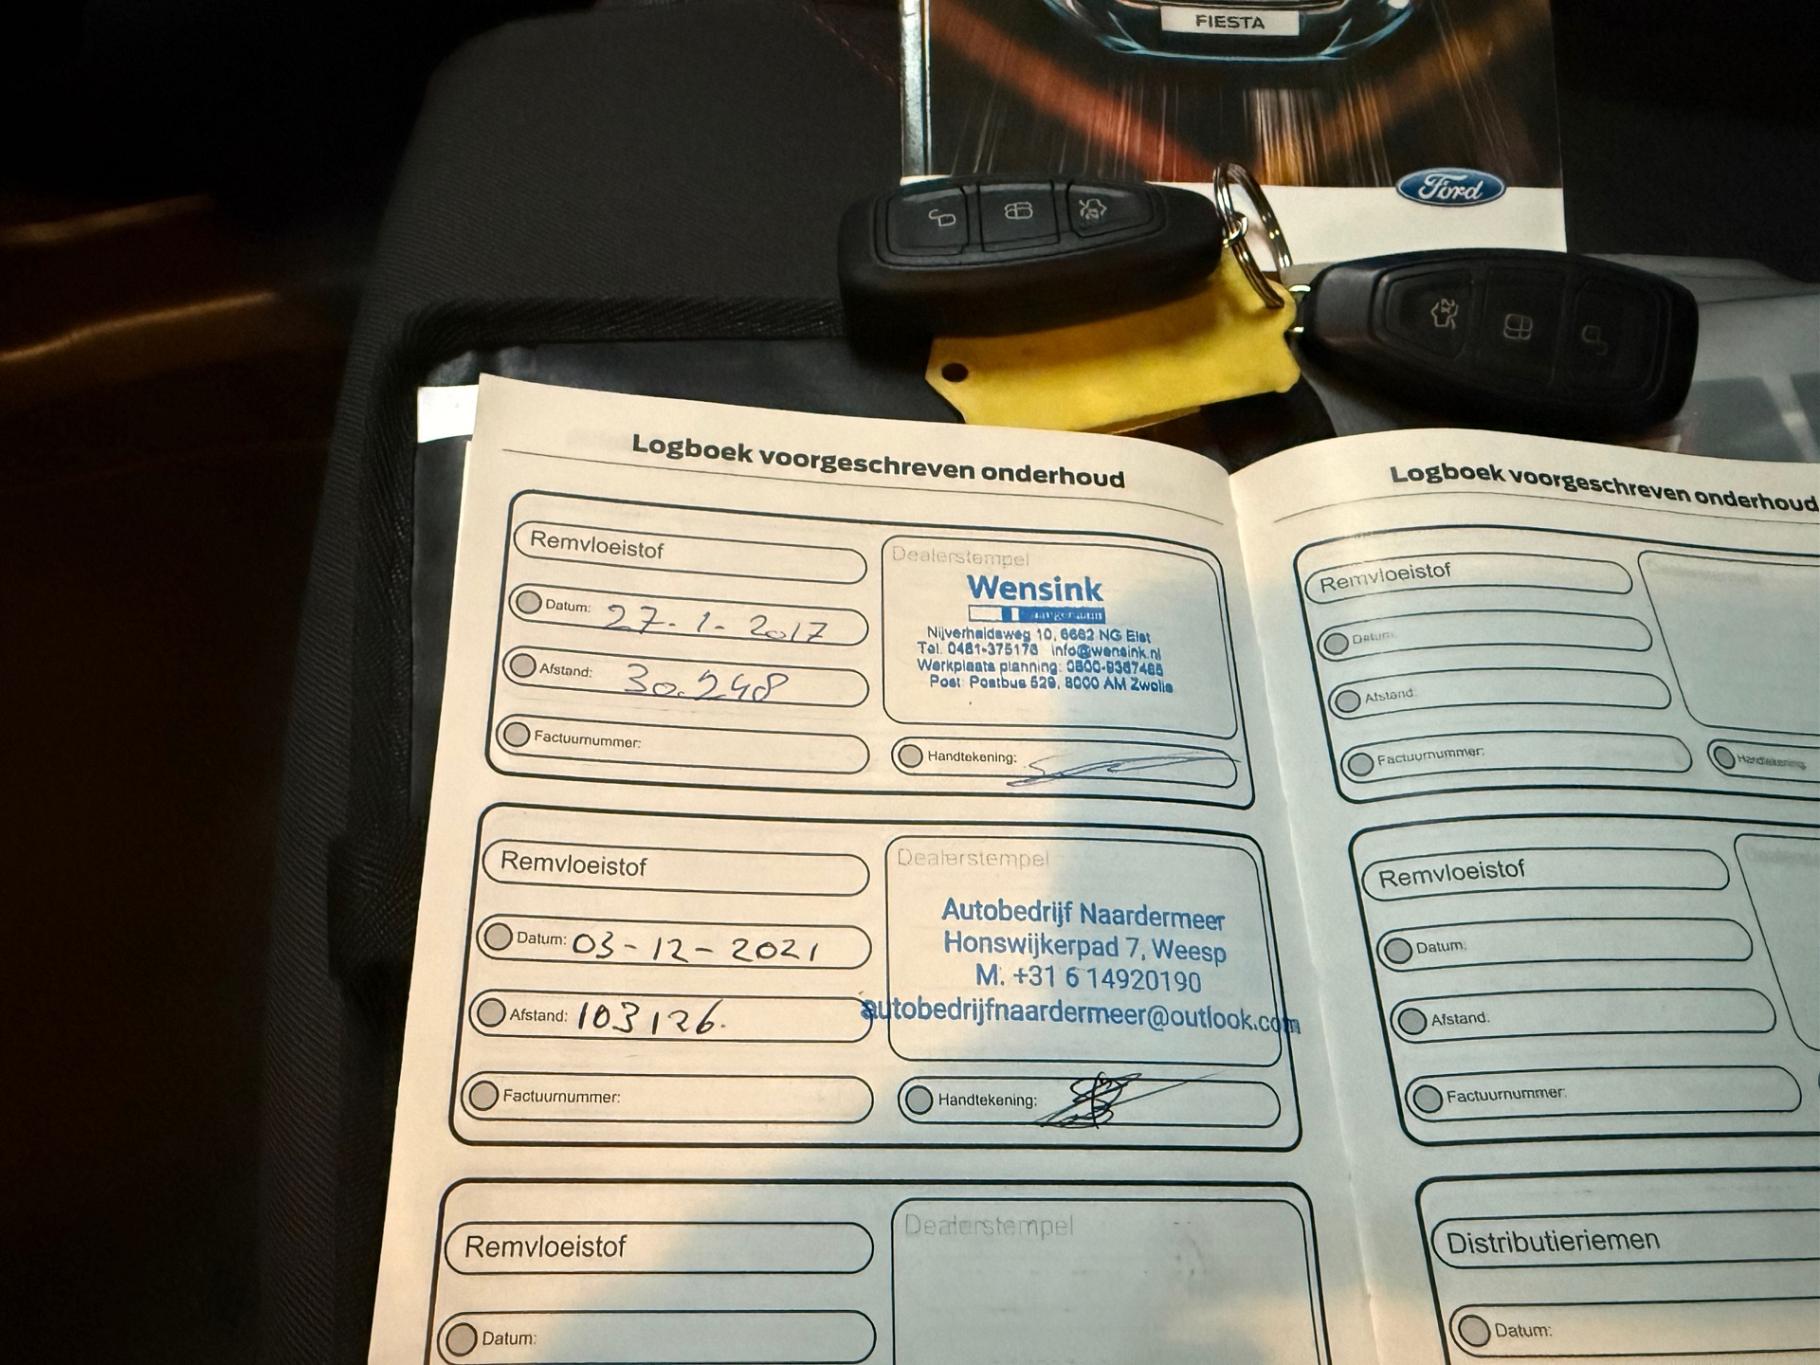 FIESTA
Ford
Logboek voorgeschreven onderhoud
Remvloeistof
Datum: 27-1-2017
Afstand: 30.248
Factuurnummer:
Dealerstempel
Wensink
Nijverheidsweg 10, 6662 NG Elst
Tel. 0481-375178 info@wensink.nl
Werkplaats planning: 0800-9367465
Post: Postbus 529, 8000 AM Zwolle
Handtekening:
Remvloeistof
Datum: 03-12-2021
Afstand: 103126.
Factuurnummer:
Dealerstempel
Autobedrijf Naardermeer
Honswijkerpad 7, Weesp
M. +31 6 14920190
autobedrijfnaardermeer@outlook.com
Handtekening:
Remvloeistof
Datum:
Dealerstempel
Logboek voorgeschreven onderhoud
Remvloeistof
Datum:
Afstand:
Factuurnummer:
Handtekening:
Remvloeistof
Datum:
Afstand:
Factuurnummer:
Distributieriemen
Datum: